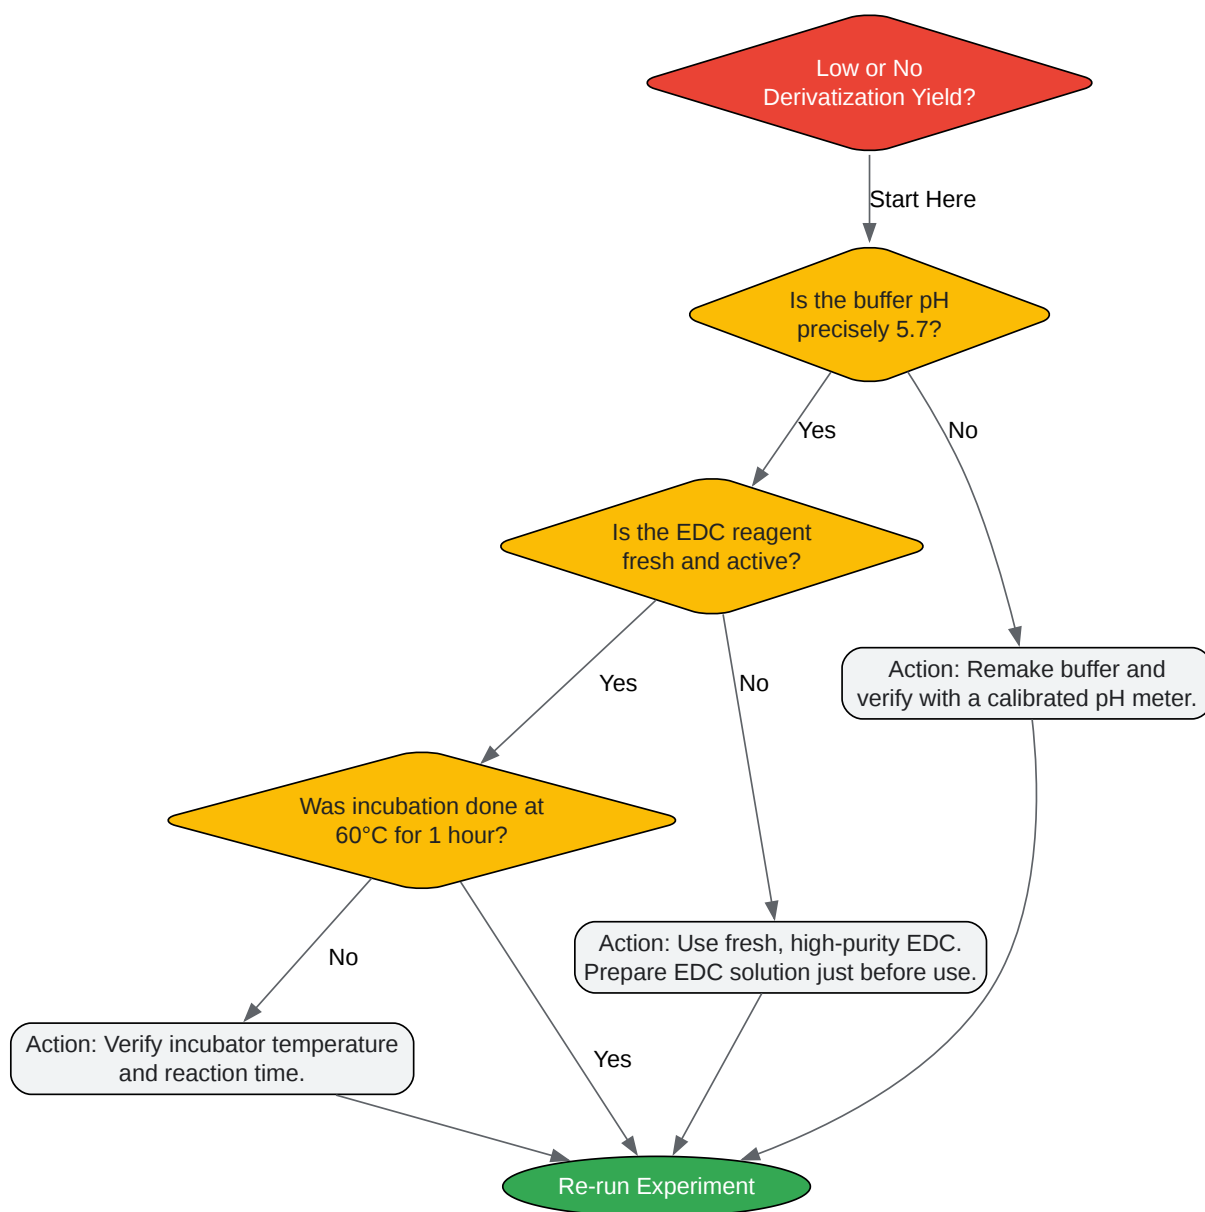 Low or No
Derivatization Yield?
Start Here
Is the buffer pH
precisely 5.7?
Yes
No
Is the EDC reagent
fresh and active?
Yes
No
Action: Remake buffer and
verify with a calibrated pH meter.
Was incubation done at
60°C for 1 hour?
No
Yes
Action: Use fresh, high-purity EDC.
Prepare EDC solution just before use.
Action: Verify incubator temperature
and reaction time.
Re-run Experiment